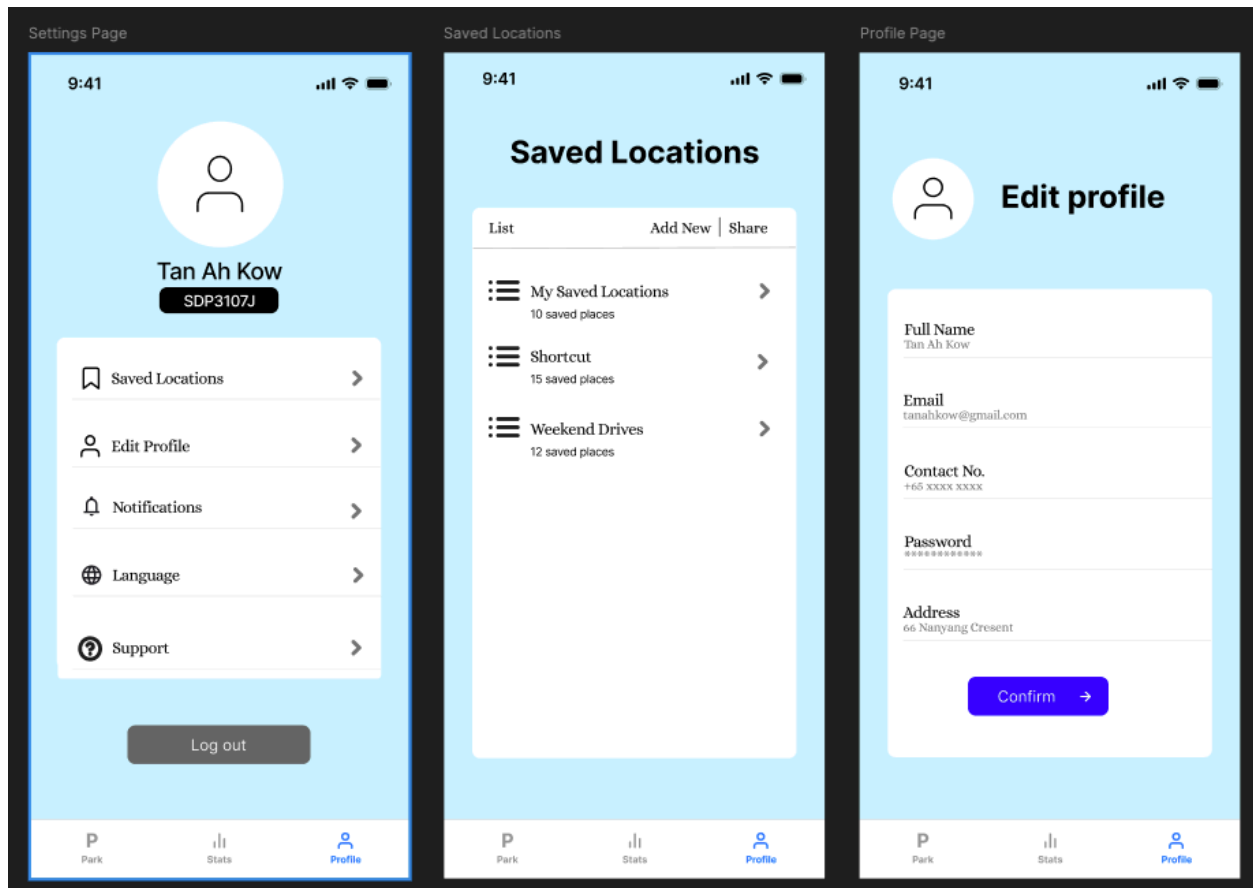 Settings Page
9:41
Tan Ah Kow
SDP3107J
Saved Locations
Edit Profile
Notifications
Language
Support
Log out
P
Park
Stats
Profile
Saved Locations
9:41
Saved Locations
List Add New Share
My Saved Locations
10 saved places
Shortcut
15 saved places
Weekend Drives
12 saved places
P
Park
Stats
Profile
Profile Page
9:41
Edit profile
Full Name
Tan Ah Kow
Email
tanahkow@gmail.com
Contact No.
+65 xxxx xxxx
Password
************
Address
66 Nanyang Cresent
Confirm →
P
Park
Stats
Profile